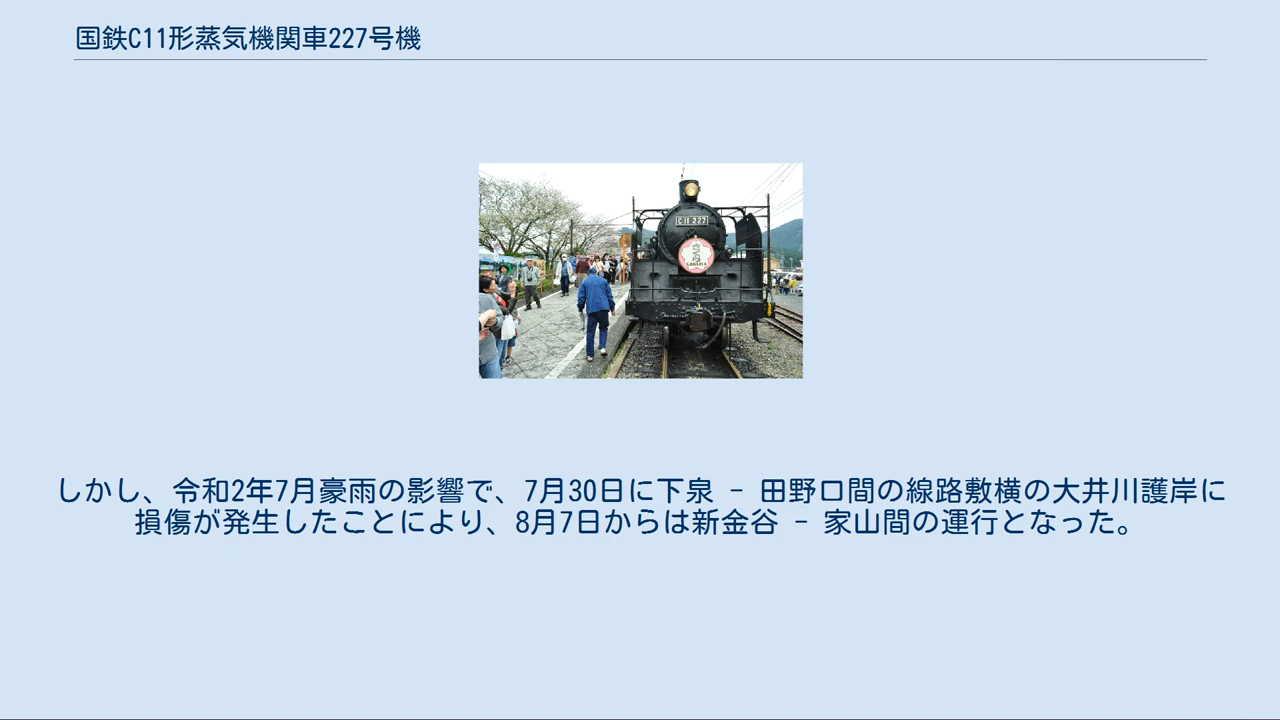 国鉄C11形蒸気機関車227号機
C11 227
さくら
SAKURA
しかし、令和2年7月豪雨の影響で、7月30日に下泉 - 田野口間の線路敷横の大井川護岸に
損傷が発生したことにより、8月7日からは新金谷 - 家山間の運行となった。